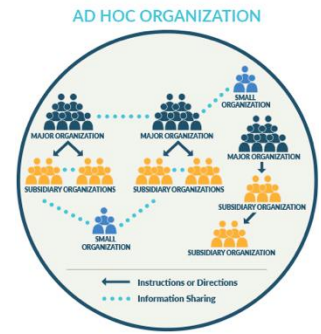 AD HOC ORGANIZATION
SMALL
ORGANIZATION
MAJOR ORGANIZATION
MAJOR ORGANIZATION
MAJOR ORGANIZATION
SUBSIDIARY ORGANIZATIONS
SUBSIDIARY ORGANIZATIONS
SUBSIDIARY ORGANIZATION
SMALL
ORGANIZATION
SUBSIDIARY ORGANIZATION
Instructions or Directions
Information Sharing